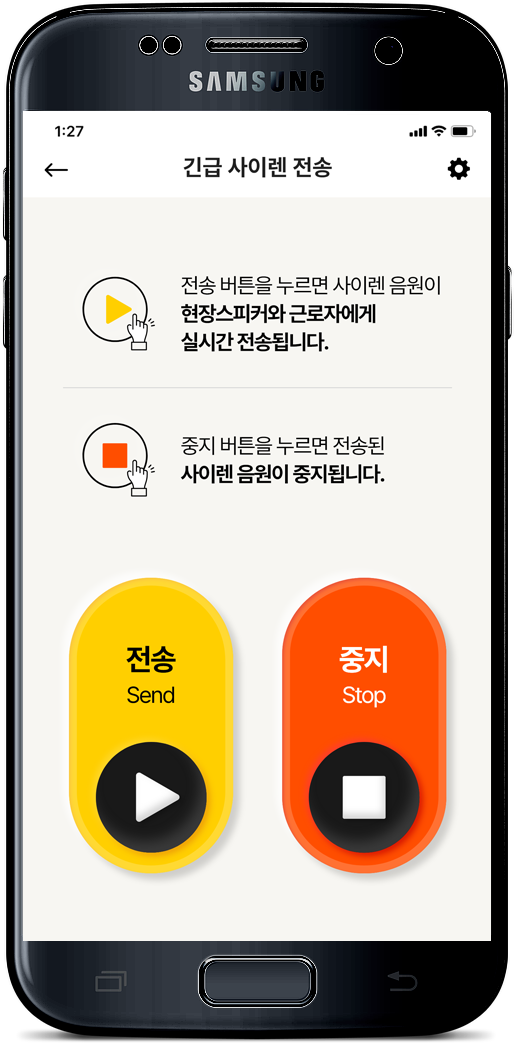 SAMSUNG
1:27
긴급 사이렌 전송
전송 버튼을 누르면 사이렌 음원이
현장스피커와 근로자에게
실시간 전송됩니다.
중지 버튼을 누르면 전송된
사이렌 음원이 중지됩니다.
전송
Send
중지
Stop